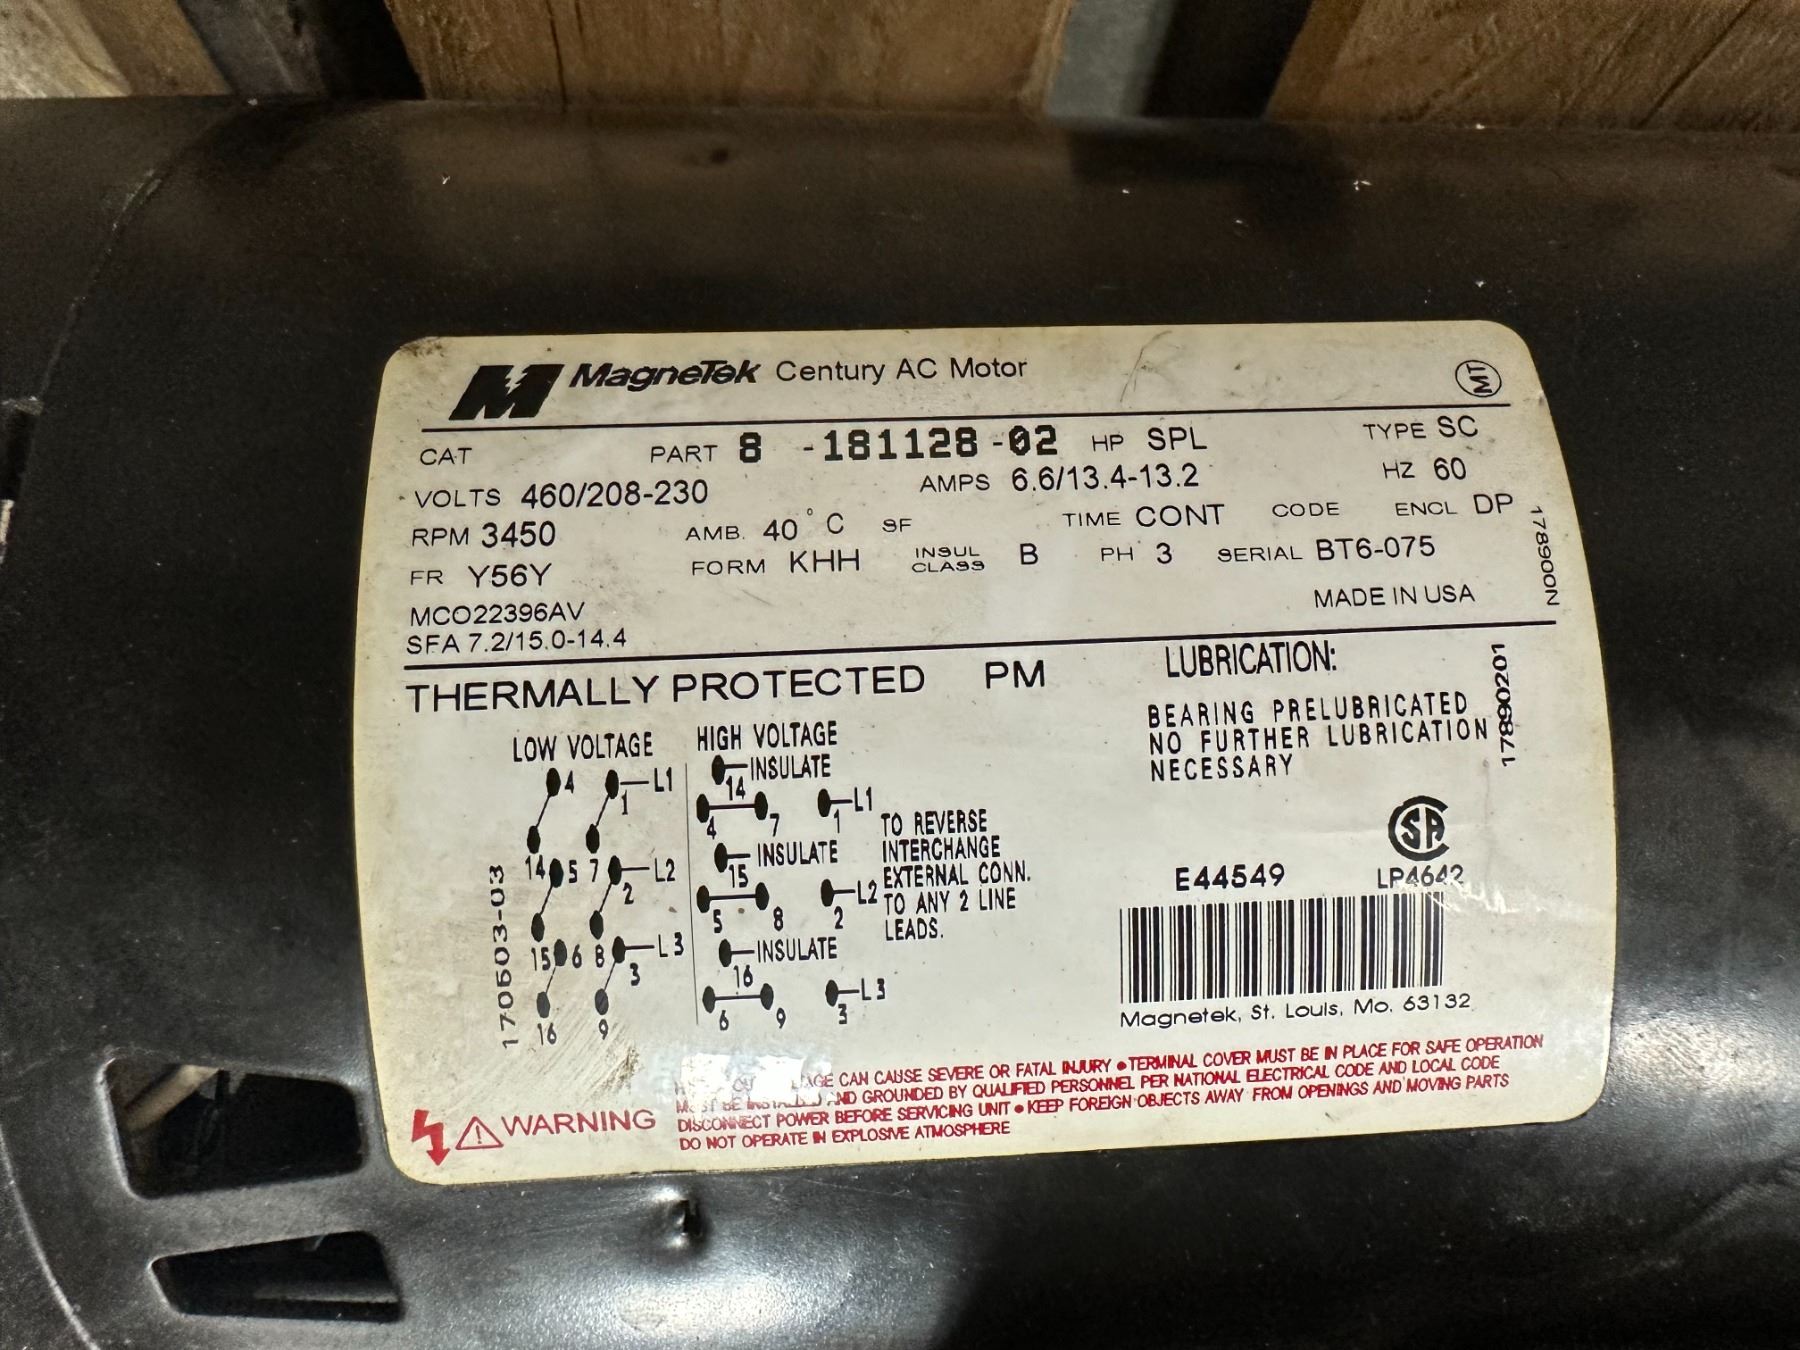 MagneTek Century AC Motor MT
CAT PART 8 -181128-02 HP SPL TYPE SC
VOLTS 460/208-230 AMPS 6.6/13.4-13.2 HZ 60
RPM 3450 AMB. 40°C SF TIME CONT CODE ENCL DP
FR Y56Y FORM KHH INSUL CLASS B PH 3 SERIAL BT6-075
MCO22396AV MADE IN USA
SFA 7.2/15.0-14.4
178900N
THERMALLY PROTECTED PM
LUBRICATION:
BEARING PRELUBRICATED
NO FURTHER LUBRICATION
NECESSARY
17890201
LOW VOLTAGE
4 1 L1
14 5 7 2 L2
15 6 8 3 L3
16 9
170503-03
HIGH VOLTAGE
INSULATE
14
4 7 1 L1
INSULATE
15
5 8 2 L2
INSULATE
16
6 9 3 L3
TO REVERSE
INTERCHANGE
EXTERNAL CONN.
TO ANY 2 LINE
LEADS.
SA
E44549 LP4642
Magnetek, St. Louis, Mo. 63132
WARNING
CAN CAUSE SEVERE OR FATAL INJURY • TERMINAL COVER MUST BE IN PLACE FOR SAFE OPERATION
MUST BE INSTALLED AND GROUNDED BY QUALIFIED PERSONNEL PER NATIONAL ELECTRICAL CODE AND LOCAL CODE
DISCONNECT POWER BEFORE SERVICING UNIT • KEEP FOREIGN OBJECTS AWAY FROM OPENINGS AND MOVING PARTS
DO NOT OPERATE IN EXPLOSIVE ATMOSPHERE